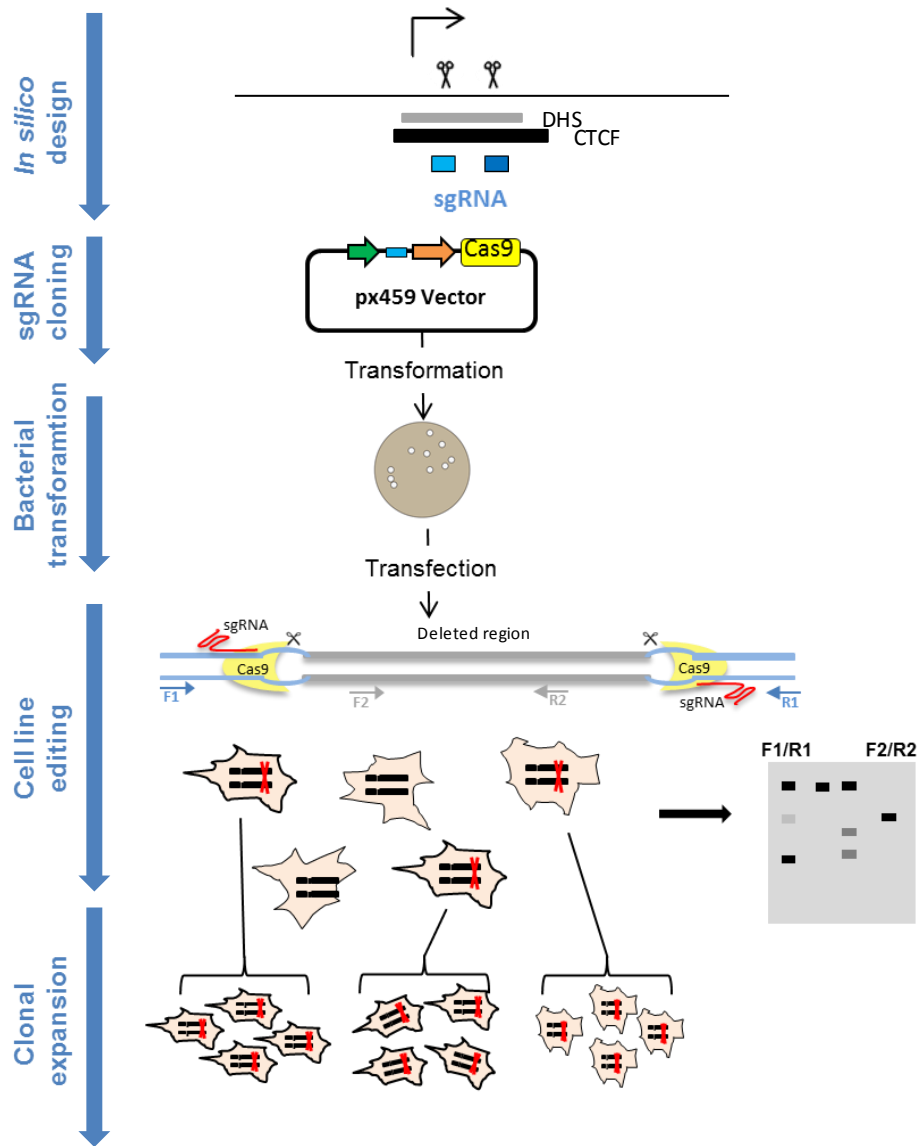 In silico
design
DHS
CTCF
sgRNA
sgRNA
cloning
Cas9
px459 Vector
Transformation
Bacterial
transforamtion
Transfection
Cell line
editing
sgRNA
Deleted region
Cas9
Cas9
F1
F2
R2
sgRNA
R1
F1/R1 F2/R2
Clonal
expansion